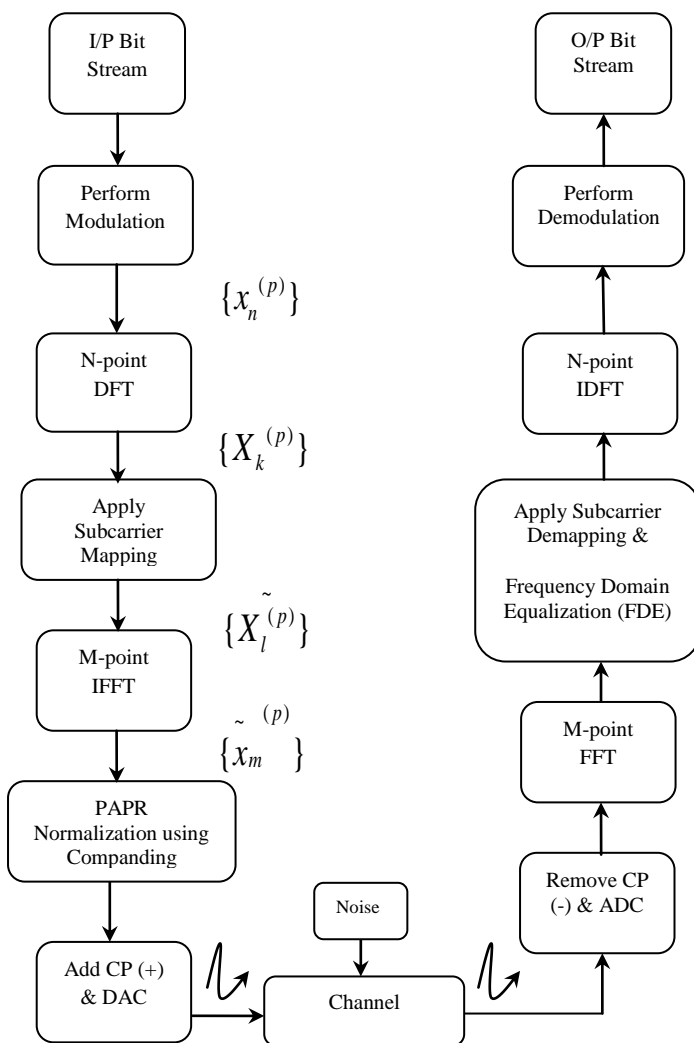 I/P Bit
Stream
Perform
Modulation
{x_n^(p)}
N-point
DFT
{X_k^(p)}
Apply
Subcarrier
Mapping
{X̃_l^(p)}
M-point
IFFT
{x̃_m^(p)}
PAPR
Normalization using
Companding
Add CP (+)
& DAC
Noise
Channel
Remove CP
(-) & ADC
M-point
FFT
Apply Subcarrier
Demapping &
Frequency Domain
Equalization (FDE)
N-point
IDFT
Perform
Demodulation
O/P Bit
Stream